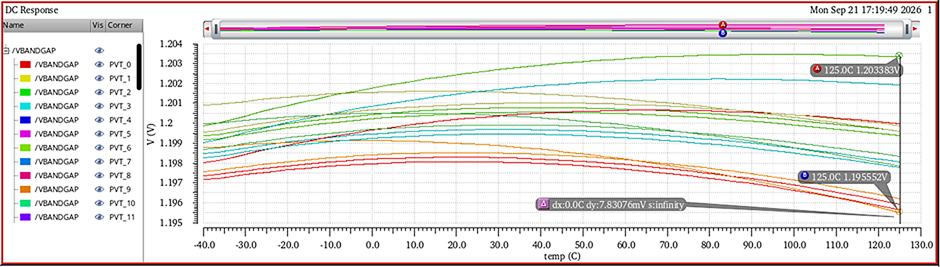 DC Response
Mon Sep 21 17:19:49 2026 1
Name Vis Corner
/VBANDGAP
/VBANDGAP PVT_0
/VBANDGAP PVT_1
/VBANDGAP PVT_2
/VBANDGAP PVT_3
/VBANDGAP PVT_4
/VBANDGAP PVT_5
/VBANDGAP PVT_6
/VBANDGAP PVT_7
/VBANDGAP PVT_8
/VBANDGAP PVT_9
/VBANDGAP PVT_10
/VBANDGAP PVT_11
A
B
V (V)
1.204
1.203
1.202
1.201
1.2
1.199
1.198
1.197
1.196
1.195
A 125.0C 1.203383V
B 125.0C 1.195552V
dx:0.0C dy:7.83076mV s:infinity
-40.0 -30.0 -20.0 -10.0 0.0 10.0 20.0 30.0 40.0 50.0 60.0 70.0 80.0 90.0 100.0 110.0 120.0 130.0
temp (C)